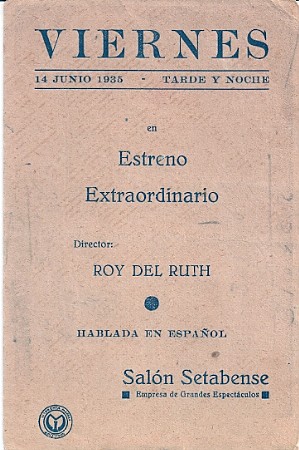 VIERNES
14 JUNIO 1935 - TARDE Y NOCHE
en
Estreno
Extraordinario
Director:
ROY DEL RUTH
HABLADA EN ESPAÑOL
Salón Setabense
Empresa de Grandes Espectáculos